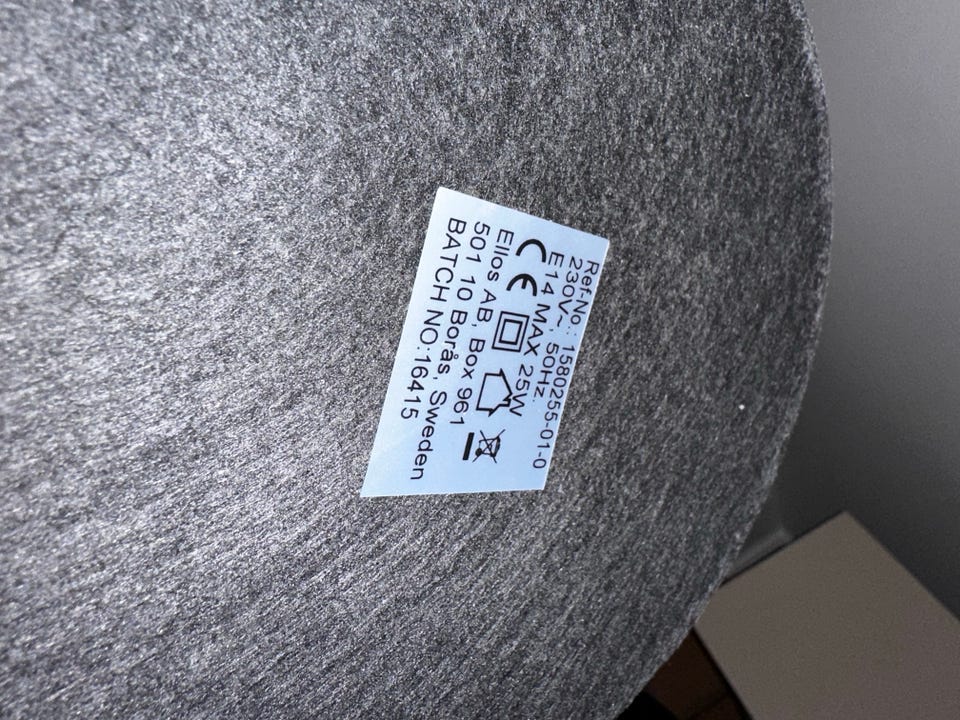 Ref-No.: 1580255-01-0
230V~, 50Hz
E14 MAX 25W
CE
Ellos AB, Box 961
501 10 Borås, Sweden
BATCH NO:16415